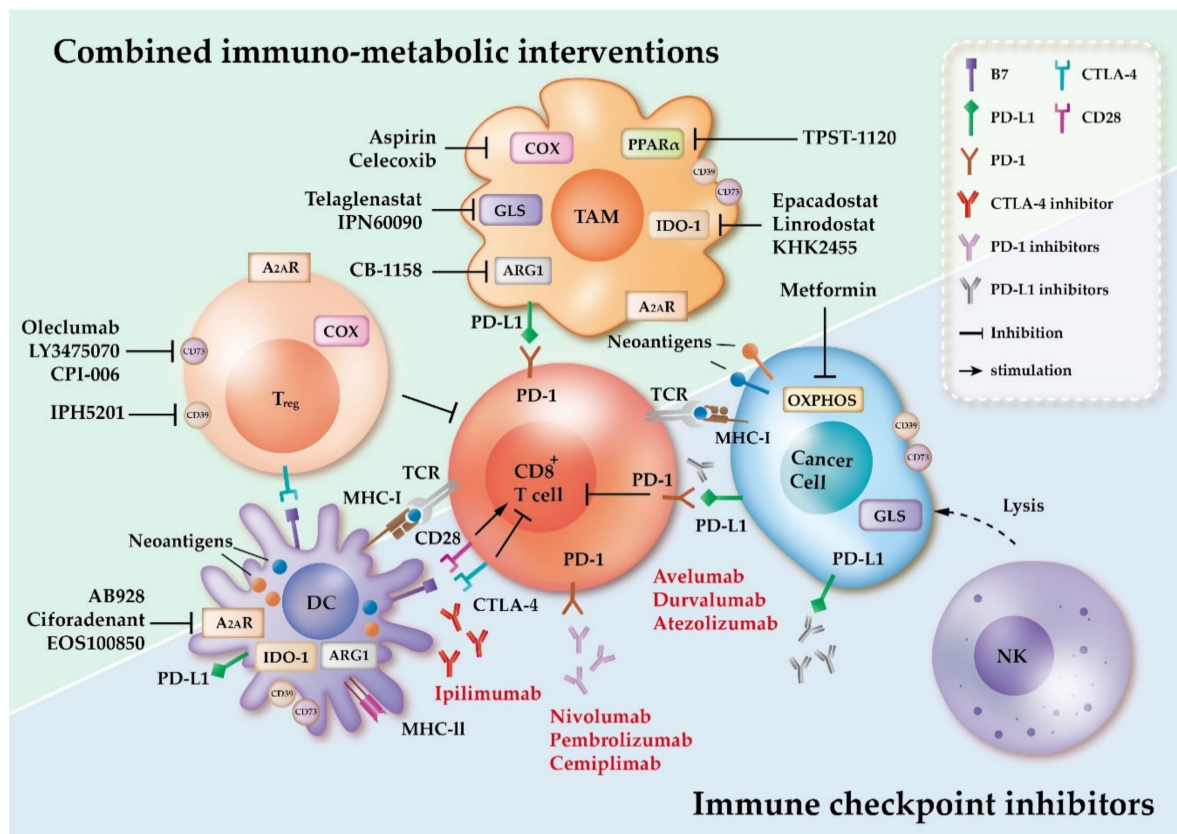 Combined immuno-metabolic interventions
B7
CTLA-4
PD-L1
CD28
PD-1
CTLA-4 inhibitor
PD-1 inhibitors
PD-L1 inhibitors
Inhibition
stimulation
Aspirin
Celecoxib
COX
PPARα
TPST-1120
CD39
CD73
Telaglenastat
IPN60090
GLS
TAM
IDO-1
Epacadostat
Linrodostat
KHK2455
CB-1158
ARG1
A2AR
PD-L1
PD-1
A2AR
COX
Oleclumab
LY3475070
CPI-006
CD73
IPH5201
CD39
Treg
Metformin
Neoantigens
OXPHOS
TCR
MHC-I
CD39
CD73
Cancer
Cell
GLS
PD-L1
PD-1
PD-L1
CD8+
T cell
TCR
MHC-I
CD28
CTLA-4
PD-1
Lysis
NK
Neoantigens
DC
AB928
Ciforadenant
EOS100850
A2AR
IDO-1
ARG1
PD-L1
CD39
CD73
MHC-II
Ipilimumab
Nivolumab
Pembrolizumab
Cemiplimab
Avelumab
Durvalumab
Atezolizumab
Immune checkpoint inhibitors